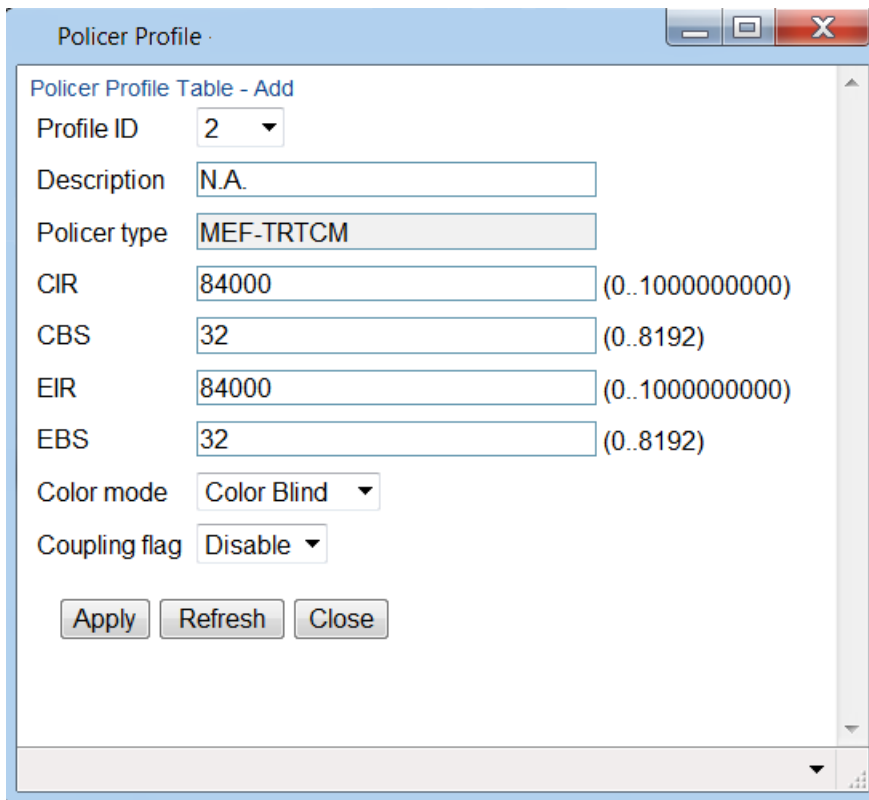 Policer Profile
Policer Profile Table - Add
Profile ID 2
Description N.A.
Policer type MEF-TRTCM
CIR 84000 (0..1000000000)
CBS 32 (0..8192)
EIR 84000 (0..1000000000)
EBS 32 (0..8192)
Color mode Color Blind
Coupling flag Disable
Apply Refresh Close